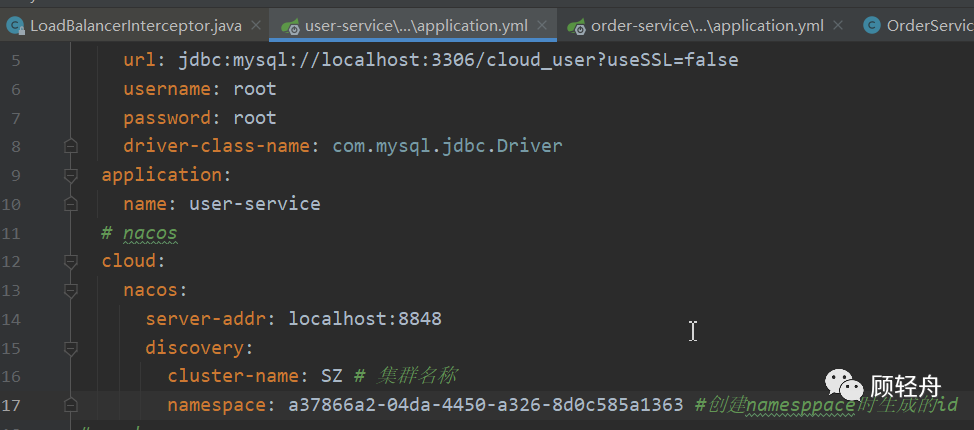 LoadBalancerInterceptor.java × user-service\...\application.yml × order-service\...\application.yml × OrderServic
5 url: jdbc:mysql://localhost:3306/cloud_user?useSSL=false
6 username: root
7 password: root
8 driver-class-name: com.mysql.jdbc.Driver
9 application:
10 name: user-service
11 # nacos
12 cloud:
13 nacos:
14 server-addr: localhost:8848
15 discovery:
16 cluster-name: SZ # 集群名称
17 namespace: a37866a2-04da-4450-a326-8d0c585a1363 #创建namesppace时生成的id
顾轻舟